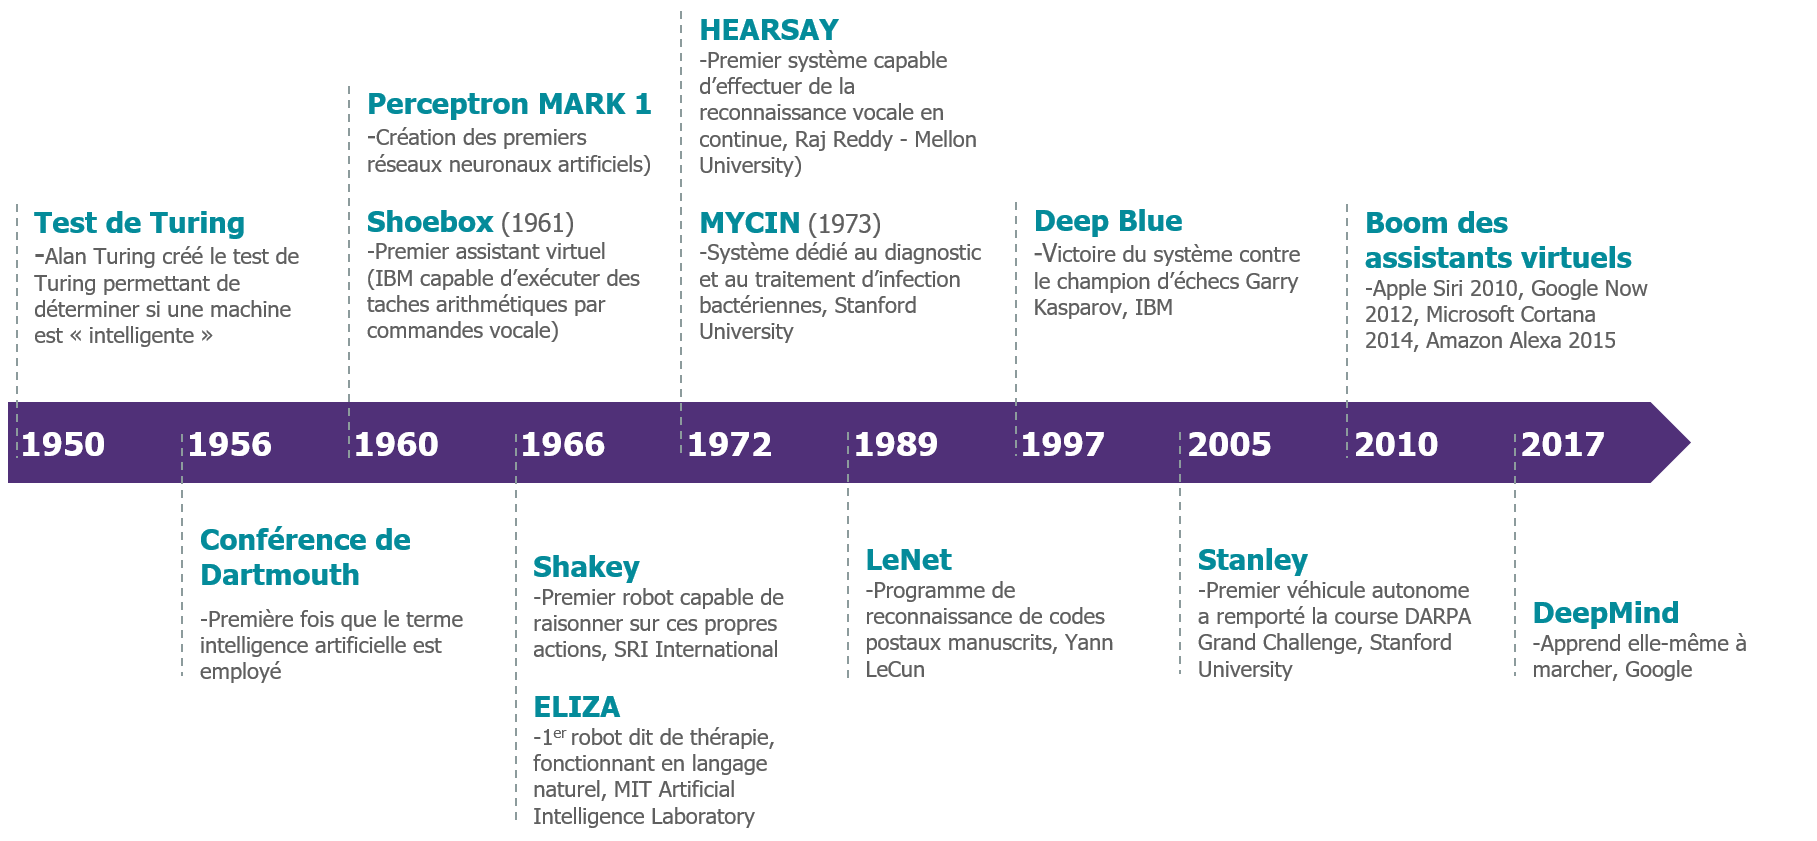 HEARSAY
-Premier système capable
d’effectuer de la
reconnaissance vocale en
continue, Raj Reddy - Mellon
University)
Perceptron MARK 1
-Création des premiers
réseaux neuronaux artificiels)
Test de Turing
-Alan Turing créé le test de
Turing permettant de
déterminer si une machine
est « intelligente »
Shoebox (1961)
-Premier assistant virtuel
(IBM capable d’exécuter des
taches arithmétiques par
commandes vocale)
MYCIN (1973)
-Système dédié au diagnostic
et au traitement d’infection
bactériennes, Stanford
University
Deep Blue
-Victoire du système contre
le champion d’échecs Garry
Kasparov, IBM
Boom des
assistants virtuels
-Apple Siri 2010, Google Now
2012, Microsoft Cortana
2014, Amazon Alexa 2015
1950 1956 1960 1966 1972 1989 1997 2005 2010 2017
Conférence de
Dartmouth
-Première fois que le terme
intelligence artificielle est
employé
Shakey
-Premier robot capable de
raisonner sur ces propres
actions, SRI International
ELIZA
-1er robot dit de thérapie,
fonctionnant en langage
naturel, MIT Artificial
Intelligence Laboratory
LeNet
-Programme de
reconnaissance de codes
postaux manuscrits, Yann
LeCun
Stanley
-Premier véhicule autonome
a remporté la course DARPA
Grand Challenge, Stanford
University
DeepMind
-Apprend elle-même à
marcher, Google